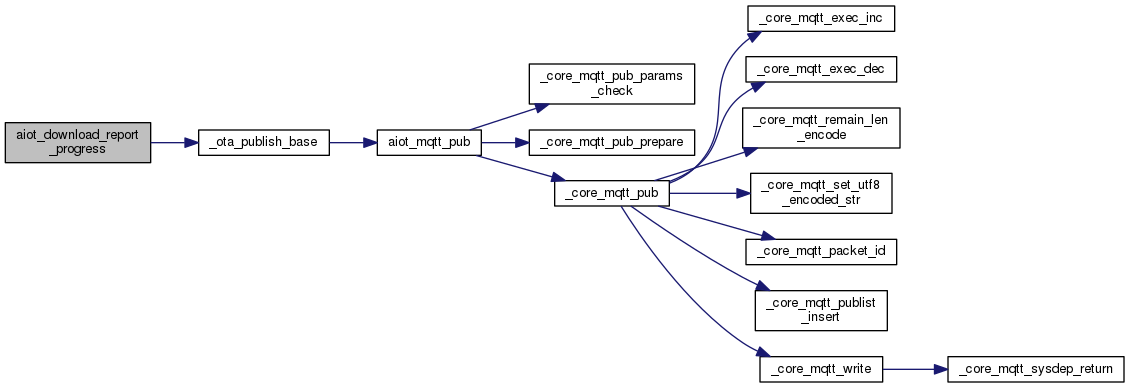 aiot_download_report
_progress
_ota_publish_base
aiot_mqtt_pub
_core_mqtt_pub_params
_check
_core_mqtt_pub_prepare
_core_mqtt_pub
_core_mqtt_exec_inc
_core_mqtt_exec_dec
_core_mqtt_remain_len
_encode
_core_mqtt_set_utf8
_encoded_str
_core_mqtt_packet_id
_core_mqtt_publist
_insert
_core_mqtt_write
_core_mqtt_sysdep_return